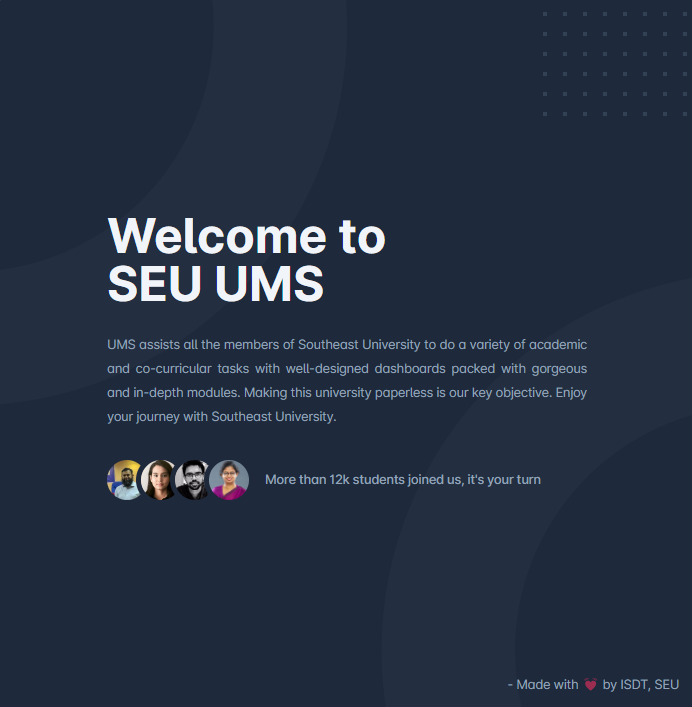 Welcome to
SEU UMS
UMS assists all the members of Southeast University to do a variety of academic
and co-curricular tasks with well-designed dashboards packed with gorgeous
and in-depth modules. Making this university paperless is our key objective. Enjoy
your journey with Southeast University.
More than 12k students joined us, it's your turn
- Made with 💗 by ISDT, SEU